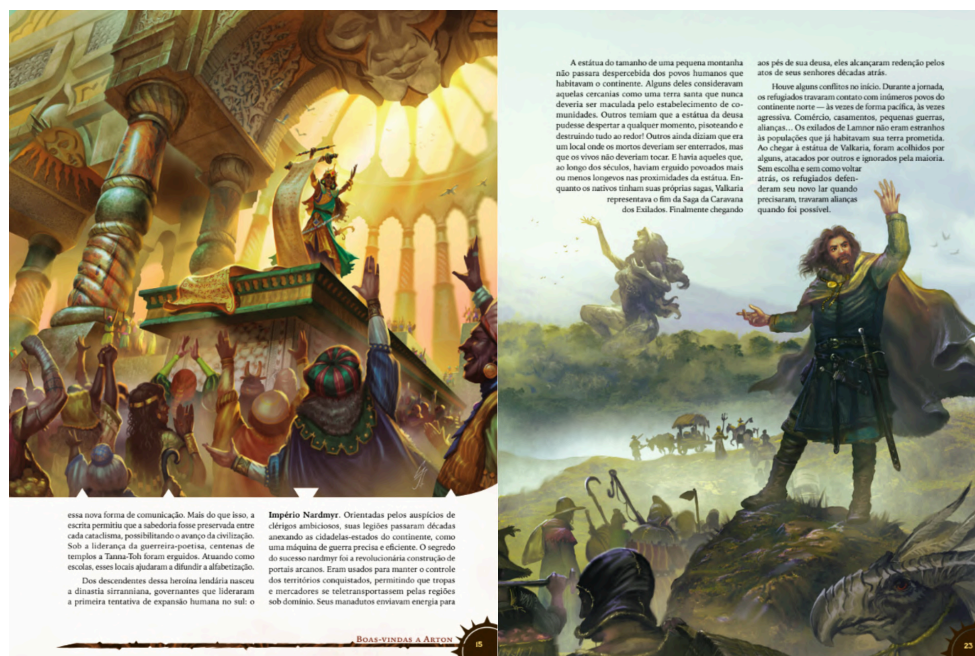 essa nova forma de comunicação. Mais do que isso, a
escrita permitiu que a sabedoria fosse preservada entre
cada cataclisma, possibilitando o avanço da civilização.
Sob a liderança da guerreira-poetisa, centenas de
templos a Tanna-Toh foram erguidos. Atuando como
escolas, esses locais ajudaram a difundir a alfabetização.
Dos descendentes dessa heroína lendária nasceu
a dinastia sirranniana, governantes que lideraram
a primeira tentativa de expansão humana no sul: o
Império Nardmyr. Orientadas pelos auspícios de
clérigos ambiciosos, suas legiões passaram décadas
anexando as cidadelas-estados do continente, como
uma máquina de guerra precisa e eficiente. O segredo
do sucesso nardmyr foi a revolucionária construção de
portais arcanos. Eram usados para manter o controle
dos territórios conquistados, permitindo que tropas
e mercadores se teletransportassem pelas regiões
sob domínio. Seus manadutos enviavam energia para
Boas-vindas a Arton
15
A estátua do tamanho de uma pequena montanha
não passara despercebida dos povos humanos que
habitavam o continente. Alguns deles consideravam
aquelas cercanias como uma terra santa que nunca
deveria ser maculada pelo estabelecimento de co-
munidades. Outros temiam que a estátua da deusa
pudesse despertar a qualquer momento, pisoteando e
destruindo tudo ao redor! Outros ainda diziam que era
um local onde os mortos deveriam ser enterrados, mas
que os vivos não deveriam tocar. E havia aqueles que,
ao longo dos séculos, haviam erguido povoados mais
ou menos longevos nas proximidades da estátua. En-
quanto os nativos tinham suas próprias sagas, Valkaria
representava o fim da Saga da Caravana
dos Exilados. Finalmente chegando
aos pés de sua deusa, eles alcançaram redenção pelos
atos de seus senhores décadas atrás.
Houve alguns conflitos no início. Durante a jornada,
os refugiados travaram contato com inúmeros povos do
continente norte — às vezes de forma pacífica, às vezes
agressiva. Comércio, casamentos, pequenas guerras,
alianças... Os exilados de Lamnor não eram estranhos
às populações que já habitavam sua terra prometida.
Ao chegar à estátua de Valkaria, foram acolhidos por
alguns, atacados por outros e ignorados pela maioria.
Sem escolha e sem como voltar
atrás, os refugiados defen-
deram seu novo lar quando
precisaram, travaram alianças
quando foi possível.
23